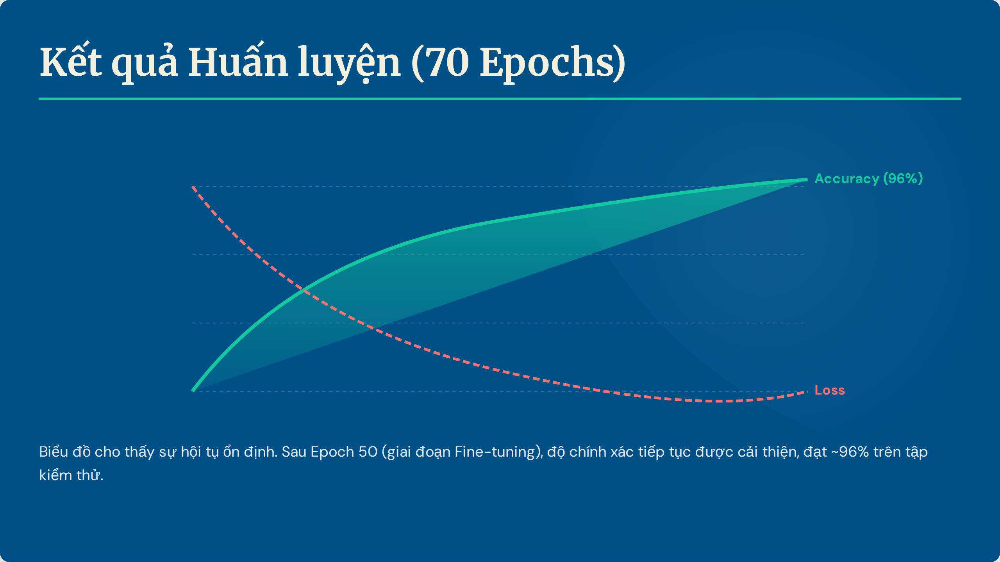 Kết quả Huấn luyện (70 Epochs)
Accuracy (96%)
Loss
Biểu đồ cho thấy sự hội tụ ổn định. Sau Epoch 50 (giai đoạn Fine-tuning), độ chính xác tiếp tục được cải thiện, đạt ~96% trên tập
kiểm thử.